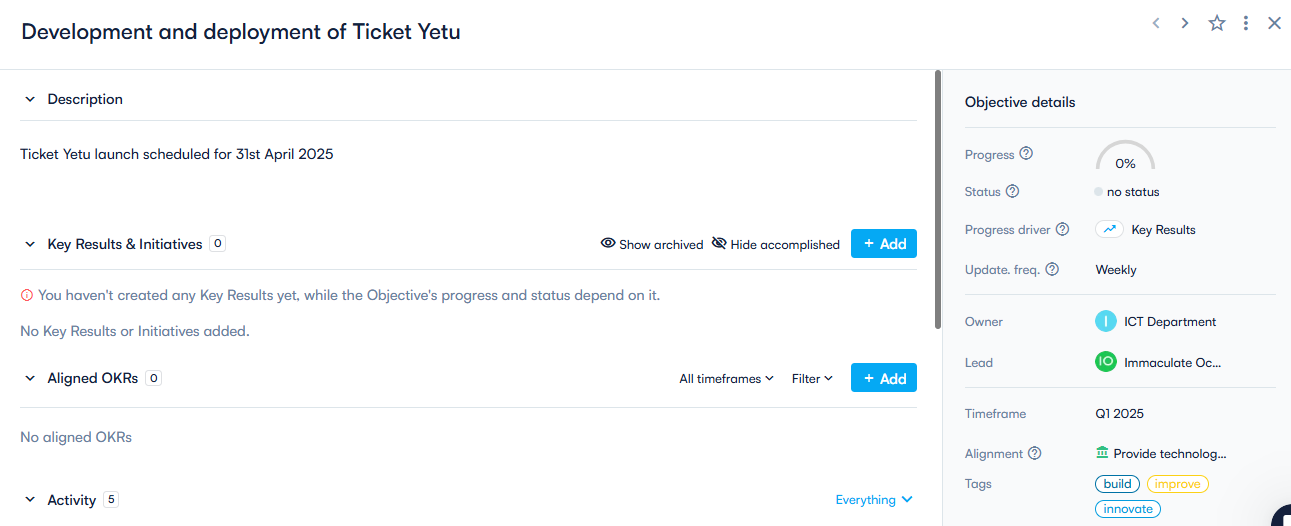 Development and deployment of Ticket Yetu
Description
Ticket Yetu launch scheduled for 31st April 2025
Key Results & Initiatives 0
Show archived Hide accomplished + Add
You haven't created any Key Results yet, while the Objective's progress and status depend on it.
No Key Results or Initiatives added.
Aligned OKRs 0
All timeframes Filter + Add
No aligned OKRs
Activity 5
Everything
Objective details
Progress ? 0%
Status ? no status
Progress driver ? Key Results
Update. freq. ? Weekly
Owner I ICT Department
Lead IO Immaculate Oc...
Timeframe Q1 2025
Alignment ? Provide technolog...
Tags build improve
innovate